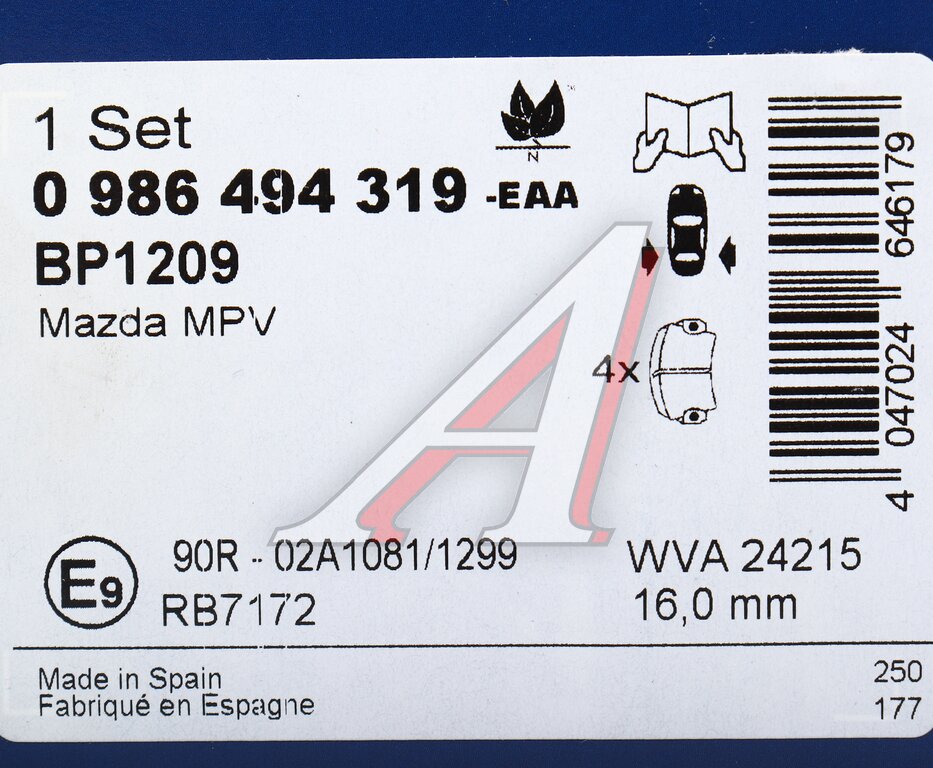 1 Set
0 986 494 319 -EAA
BP1209
Mazda MPV
N
4x
4 047024 646179
E9
90R - 02A1081/1299
RB7172
WVA 24215
16,0 mm
Made in Spain
Fabriqué en Espagne
250
177
A